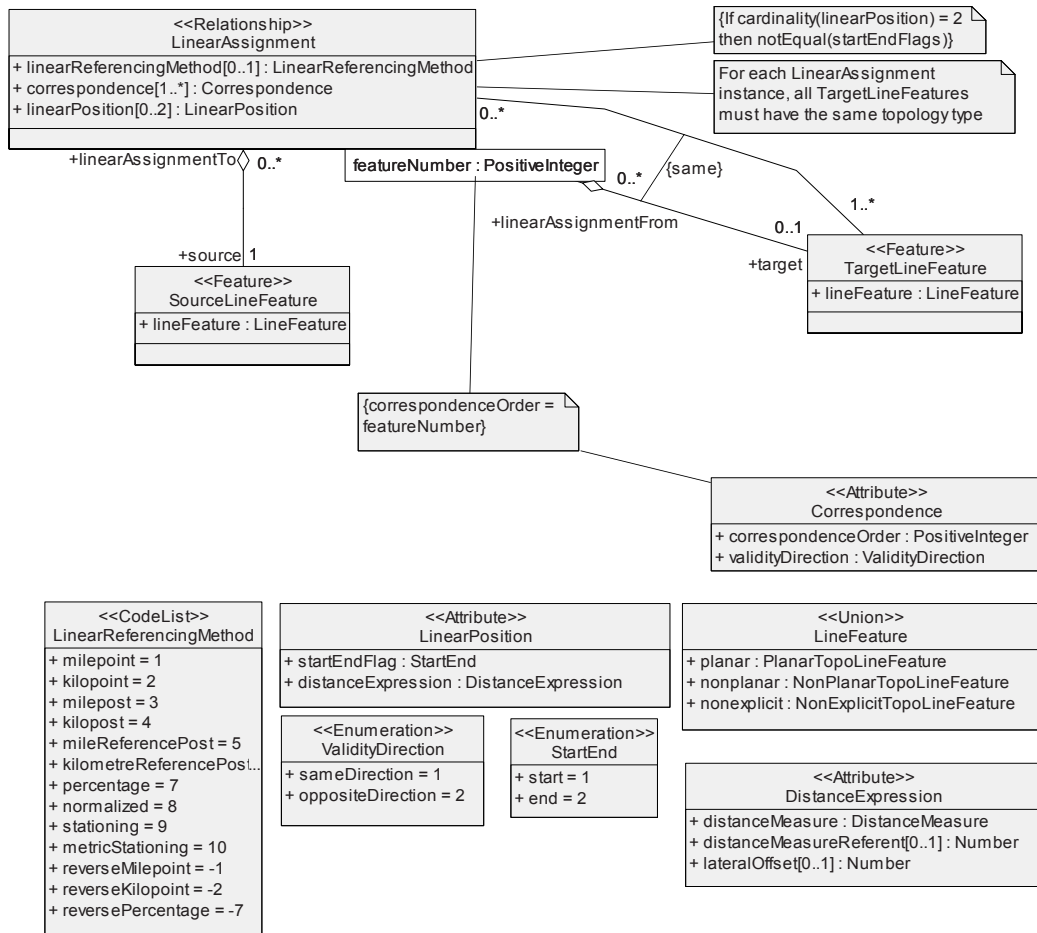 <<Relationship>>
LinearAssignment
+ linearReferencingMethod[0..1] : LinearReferencingMethod
+ correspondence[1..*] : Correspondence
+ linearPosition[0..2] : LinearPosition
{If cardinality(linearPosition) = 2
then notEqual(startEndFlags)}
For each LinearAssignment
instance, all TargetLineFeatures
must have the same topology type
0..*
+linearAssignmentTo
0..*
featureNumber : PositiveInteger
0..*
{same}
+linearAssignmentFrom
1..*
0..1
+target
+source
1
<<Feature>>
SourceLineFeature
+ lineFeature : LineFeature
<<Feature>>
TargetLineFeature
+ lineFeature : LineFeature
{correspondenceOrder =
featureNumber}
<<Attribute>>
Correspondence
+ correspondenceOrder : PositiveInteger
+ validityDirection : ValidityDirection
<<CodeList>>
LinearReferencingMethod
+ milepoint = 1
+ kilopoint = 2
+ milepost = 3
+ kilopost = 4
+ mileReferencePost = 5
+ kilometreReferencePost...
+ percentage = 7
+ normalized = 8
+ stationing = 9
+ metricStationing = 10
+ reverseMilepoint = -1
+ reverseKilopoint = -2
+ reversePercentage = -7
<<Attribute>>
LinearPosition
+ startEndFlag : StartEnd
+ distanceExpression : DistanceExpression
<<Union>>
LineFeature
+ planar : PlanarTopoLineFeature
+ nonplanar : NonPlanarTopoLineFeature
+ nonexplicit : NonExplicitTopoLineFeature
<<Enumeration>>
ValidityDirection
+ sameDirection = 1
+ oppositeDirection = 2
<<Enumeration>>
StartEnd
+ start = 1
+ end = 2
<<Attribute>>
DistanceExpression
+ distanceMeasure : DistanceMeasure
+ distanceMeasureReferent[0..1] : Number
+ lateralOffset[0..1] : Number